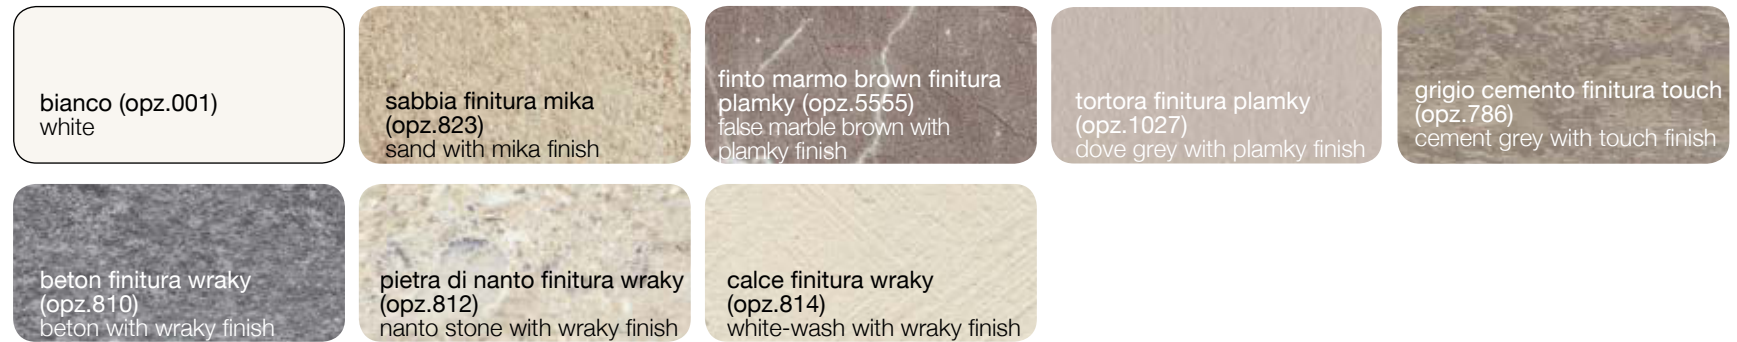 bianco (opz.001)
white
sabbia finitura mika
(opz.823)
sand with mika finish
finto marmo brown finitura
plamky (opz.5555)
false marble brown with
plamky finish
tortora finitura plamky
(opz.1027)
dove grey with plamky finish
grigio cemento finitura touch
(opz.786)
cement grey with touch finish
beton finitura wraky
(opz.810)
beton with wraky finish
pietra di nanto finitura wraky
(opz.812)
nanto stone with wraky finish
calce finitura wraky
(opz.814)
white-wash with wraky finish